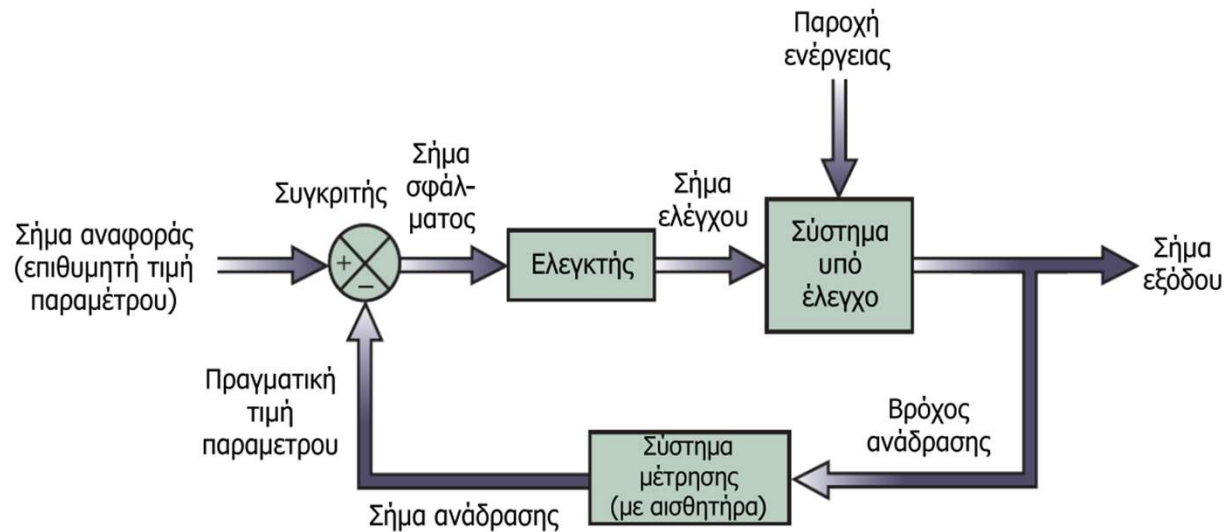 Παροχή
ενέργειας
Συγκριτής
Σήμα
σφάλ-
ματος
Σήμα
ελέγχου
Σήμα αναφοράς
(επιθυμητή τιμή
παραμέτρου)
+
−
Ελεγκτής
Σύστημα
υπό
έλεγχο
Σήμα
εξόδου
Πραγματική
τιμή
παραμετρου
Βρόχος
ανάδρασης
Σύστημα
μέτρησης
(με αισθητήρα)
Σήμα ανάδρασης